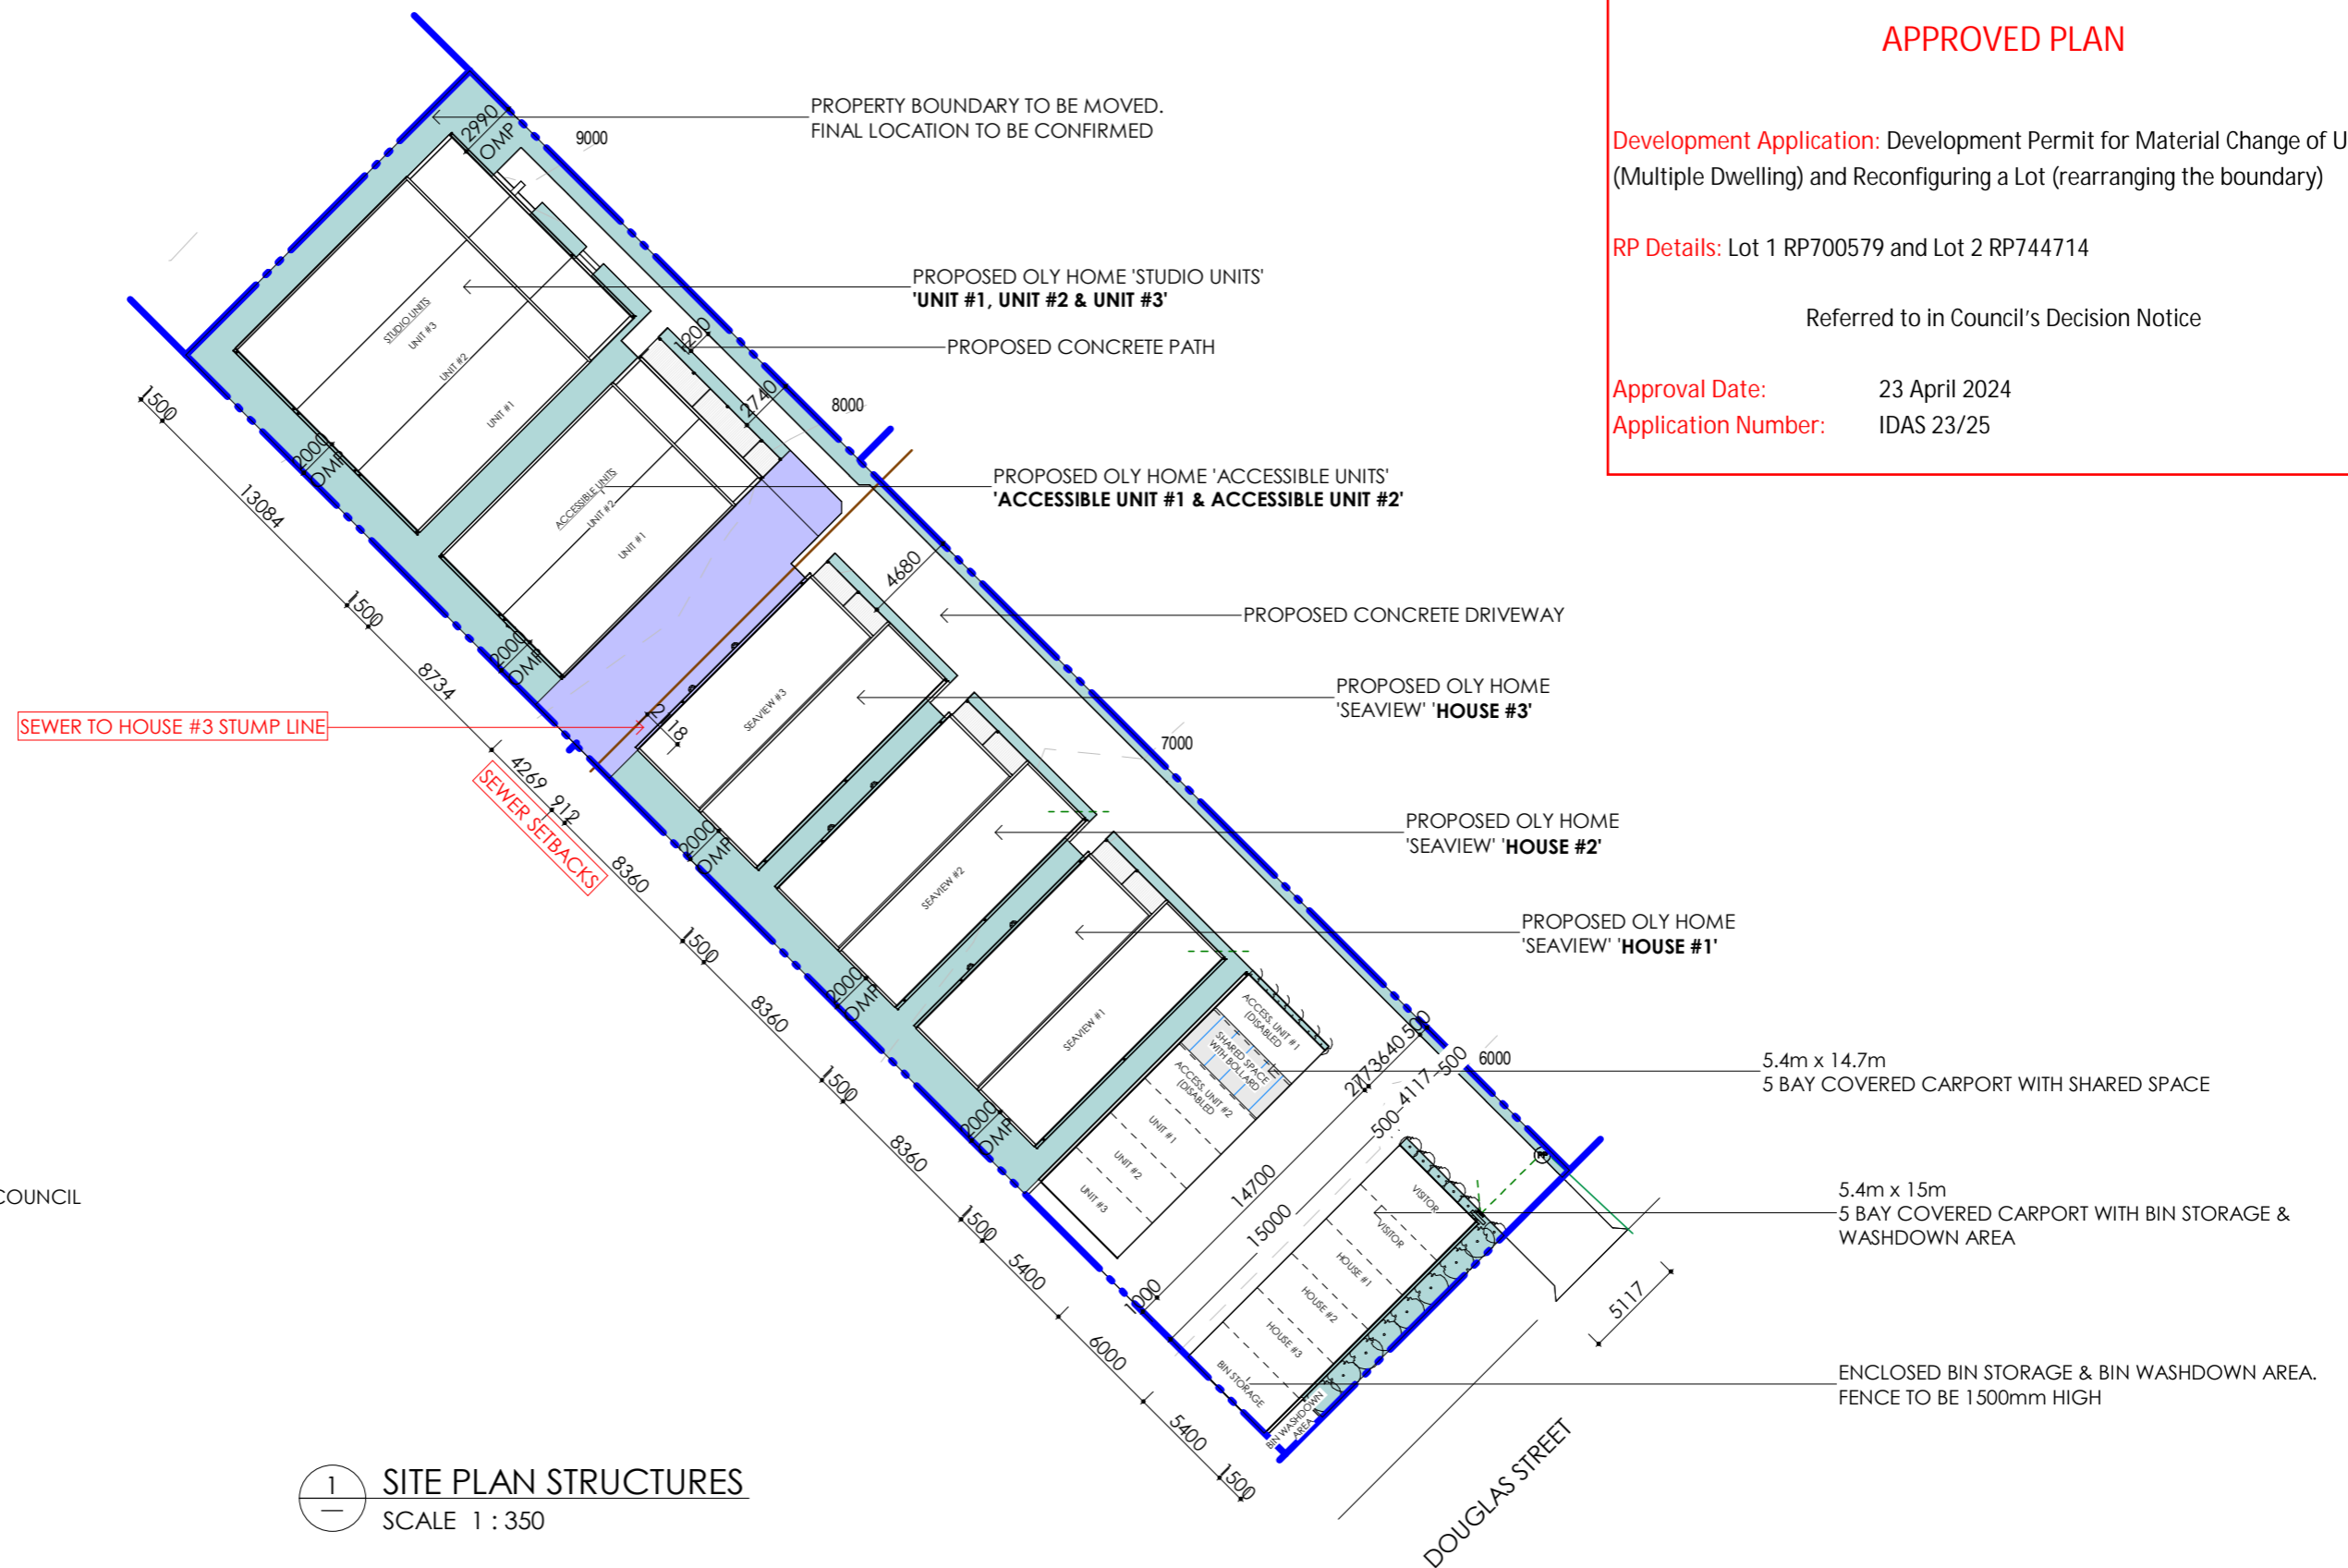 APPROVED PLAN
Development Application: Development Permit for Material Change of U
(Multiple Dwelling) and Reconfiguring a Lot (rearranging the boundary)
RP Details: Lot 1 RP700579 and Lot 2 RP744714
Referred to in Council's Decision Notice
Approval Date: 23 April 2024
Application Number: IDAS 23/25
PROPERTY BOUNDARY TO BE MOVED.
FINAL LOCATION TO BE CONFIRMED
2990
OMP
9000
PROPOSED OLY HOME 'STUDIO UNITS'
'UNIT #1, UNIT #2 & UNIT #3'
STUDIO UNITS
UNIT #3
UNIT #2
UNIT #1
1200
PROPOSED CONCRETE PATH
2740
8000
1500
2000
OMP
13084
PROPOSED OLY HOME 'ACCESSIBLE UNITS'
'ACCESSIBLE UNIT #1 & ACCESSIBLE UNIT #2'
ACCESSIBLE UNITS
UNIT #2
UNIT #1
4680
1500
PROPOSED CONCRETE DRIVEWAY
2000
OMP
8734
PROPOSED OLY HOME
'SEAVIEW' 'HOUSE #3'
SEAVIEW #3
SEWER TO HOUSE #3 STUMP LINE
12
18
7000
4269
912
SEWER SETBACKS
2000
OMP
8360
PROPOSED OLY HOME
'SEAVIEW' 'HOUSE #2'
SEAVIEW #2
1500
2000
OMP
8360
PROPOSED OLY HOME
'SEAVIEW' 'HOUSE #1'
SEAVIEW #1
1500
2000
OMP
8360
ACCESS. UNIT #1
(DISABLED
SHARED SPACE
WITH BOLLARD
ACCESS. UNIT #2
(DISABLED
UNIT #1
UNIT #2
UNIT #3
500
6000
500
4117
500
5.4m x 14.7m
5 BAY COVERED CARPORT WITH SHARED SPACE
14700
15000
1000
1500
5400
6000
5400
1500
VISITOR
VISITOR
HOUSE #1
HOUSE #2
HOUSE #3
BIN STORAGE
BIN WASHDOWN
AREA
5.4m x 15m
5 BAY COVERED CARPORT WITH BIN STORAGE &
WASHDOWN AREA
5117
ENCLOSED BIN STORAGE & BIN WASHDOWN AREA.
FENCE TO BE 1500mm HIGH
DOUGLAS STREET
COUNCIL
1
SITE PLAN STRUCTURES
SCALE 1 : 350